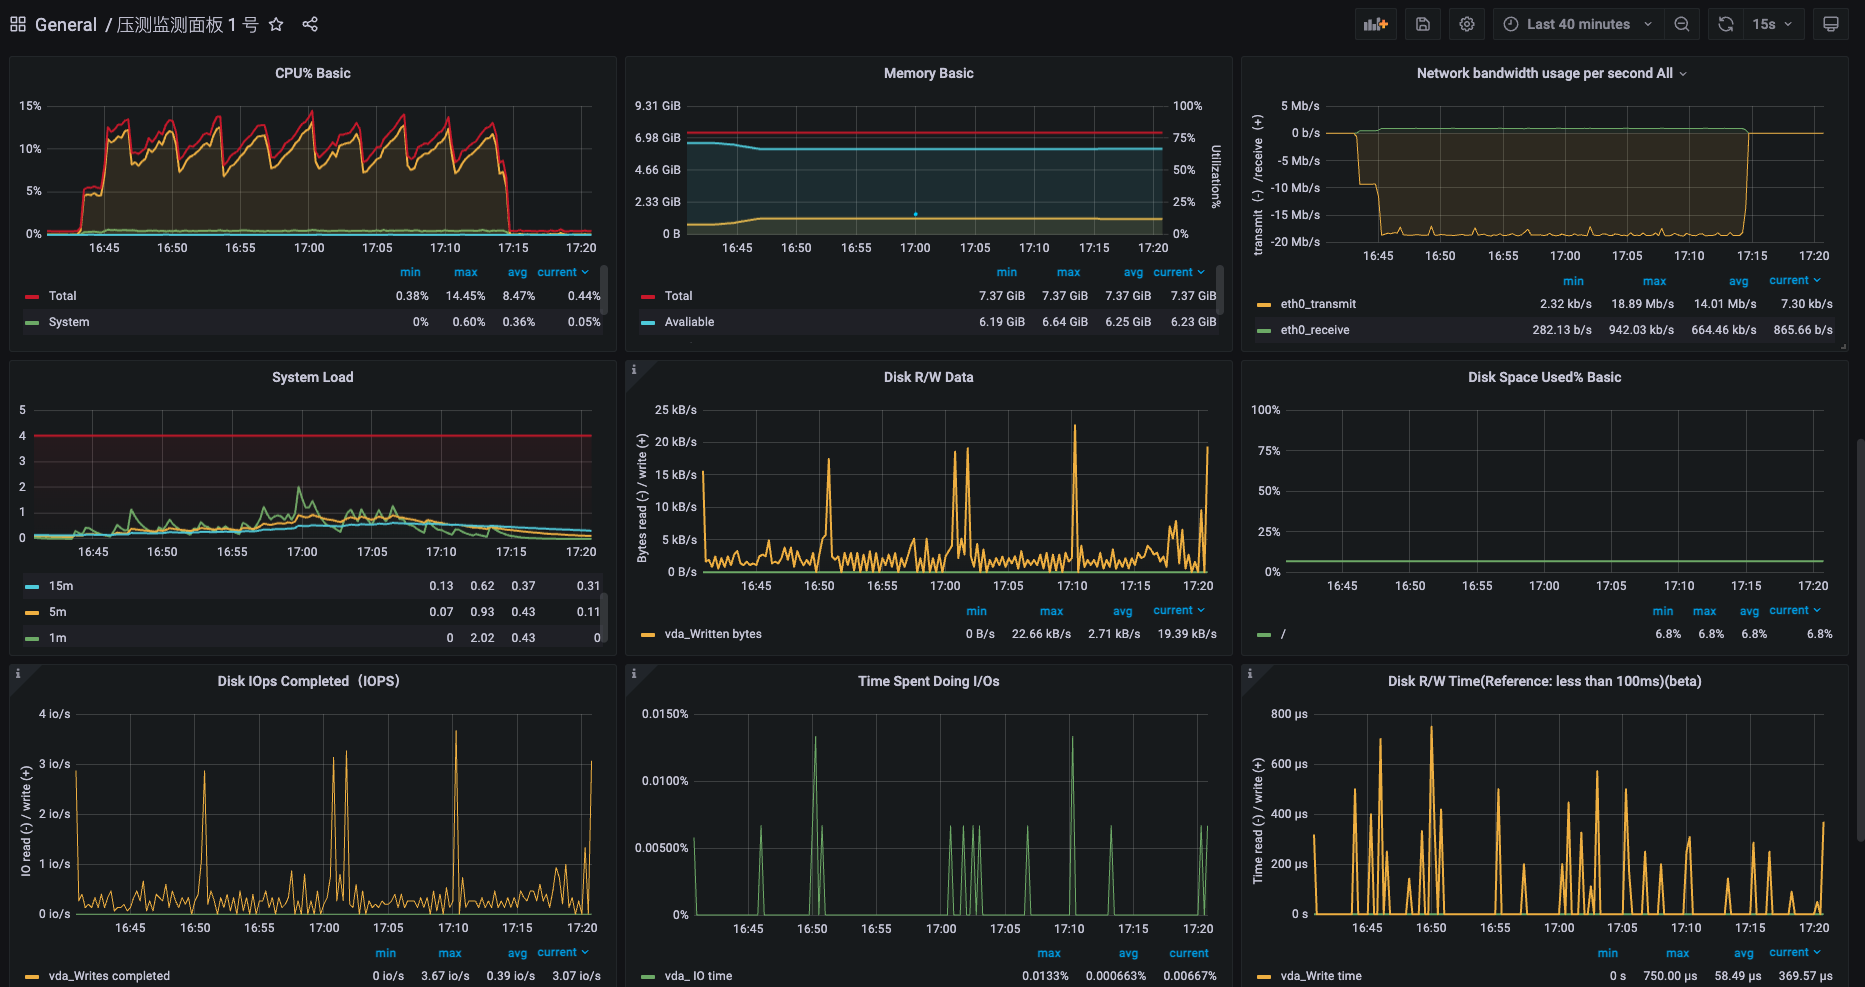 General / 压测监测面板 1 号
Last 40 minutes
15s
CPU% Basic
15%
10%
5%
0%
16:45 16:50 16:55 17:00 17:05 17:10 17:15 17:20
min max avg current
Total 0.38% 14.45% 8.47% 0.44%
System 0% 0.60% 0.36% 0.05%
Memory Basic
9.31 GiB 100%
6.98 GiB 75%
4.66 GiB 50%
2.33 GiB 25%
0 B 0%
Utilization%
16:45 16:50 16:55 17:00 17:05 17:10 17:15 17:20
min max avg current
Total 7.37 GiB 7.37 GiB 7.37 GiB 7.37 GiB
Avaliable 6.19 GiB 6.64 GiB 6.25 GiB 6.23 GiB
Network bandwidth usage per second All
transmit (-) /receive (+)
5 Mb/s
0 b/s
-5 Mb/s
-10 Mb/s
-15 Mb/s
-20 Mb/s
16:45 16:50 16:55 17:00 17:05 17:10 17:15 17:20
min max avg current
eth0_transmit 2.32 kb/s 18.89 Mb/s 14.01 Mb/s 7.30 kb/s
eth0_receive 282.13 b/s 942.03 kb/s 664.46 kb/s 865.66 b/s
System Load
5
4
3
2
1
0
16:45 16:50 16:55 17:00 17:05 17:10 17:15 17:20
15m 0.13 0.62 0.37 0.31
5m 0.07 0.93 0.43 0.11
1m 0 2.02 0.43 0
Disk R/W Data
Bytes read (-) / write (+)
25 kB/s
20 kB/s
15 kB/s
10 kB/s
5 kB/s
0 B/s
16:45 16:50 16:55 17:00 17:05 17:10 17:15 17:20
min max avg current
vda_Written bytes 0 B/s 22.66 kB/s 2.71 kB/s 19.39 kB/s
Disk Space Used% Basic
100%
75%
50%
25%
0%
16:45 16:50 16:55 17:00 17:05 17:10 17:15 17:20
min max avg current
/ 6.8% 6.8% 6.8% 6.8%
Disk IOps Completed（IOPS）
IO read (-) / write (+)
4 io/s
3 io/s
2 io/s
1 io/s
0 io/s
16:45 16:50 16:55 17:00 17:05 17:10 17:15 17:20
min max avg current
vda_Writes completed 0 io/s 3.67 io/s 0.39 io/s 3.07 io/s
Time Spent Doing I/Os
0.0150%
0.0100%
0.00500%
0%
16:45 16:50 16:55 17:00 17:05 17:10 17:15 17:20
max avg current
vda_ IO time 0.0133% 0.000663% 0.00667%
Disk R/W Time(Reference: less than 100ms)(beta)
Time read (-) / write (+)
800 µs
600 µs
400 µs
200 µs
0 s
16:45 16:50 16:55 17:00 17:05 17:10 17:15 17:20
min max avg current
vda_Write time 0 s 750.00 µs 58.49 µs 369.57 µs